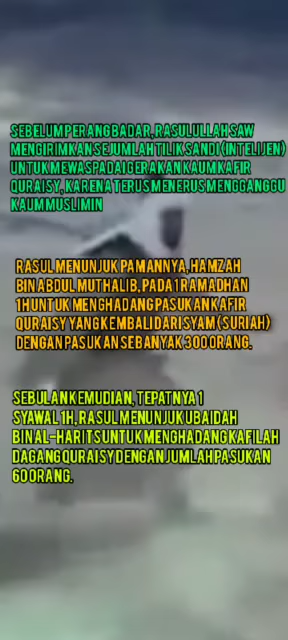 SEBELUM PERANG BADAR, RASULULLAH SAW
MENGIRIMKAN SEJUMLAH TILIK SANDI (INTELIJEN)
UNTUK MEWASPADAI GERAKAN KAUM KAFIR
QURAISY, KARENA TERUS MENERUS MENGGANGGU
KAUM MUSLIMIN
RASUL MENUNJUK PAMANNYA, HAMZAH
BIN ABDUL MUTHALIB, PADA 1 RAMADHAN
1H UNTUK MENGHADANG PASUKAN KAFIR
QURAISY YANG KEMBALI DARI SYAM (SURIAH)
DENGAN PASUKAN SEBANYAK 300 ORANG.
SEBULAN KEMUDIAN, TEPATNYA 1
SYAWAL 1H, RASUL MENUNJUK UBAIDAH
BIN AL-HARITS UNTUK MENGHADANG KAFILAH
DAGANG QURAISY DENGAN JUMLAH PASUKAN
60 ORANG.